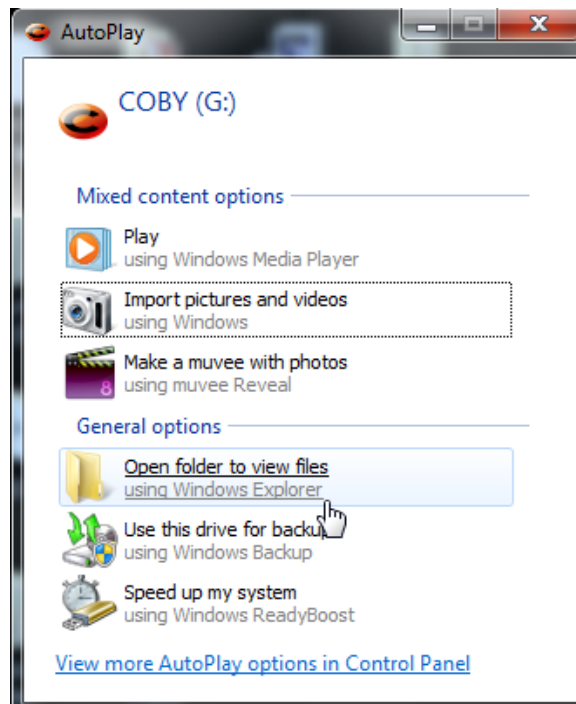 AutoPlay
COBY (G:)
Mixed content options
Play
using Windows Media Player
Import pictures and videos
using Windows
Make a muvee with photos
using muvee Reveal
8
General options
Open folder to view files
using Windows Explorer
Use this drive for backup
using Windows Backup
Speed up my system
using Windows ReadyBoost
View more AutoPlay options in Control Panel